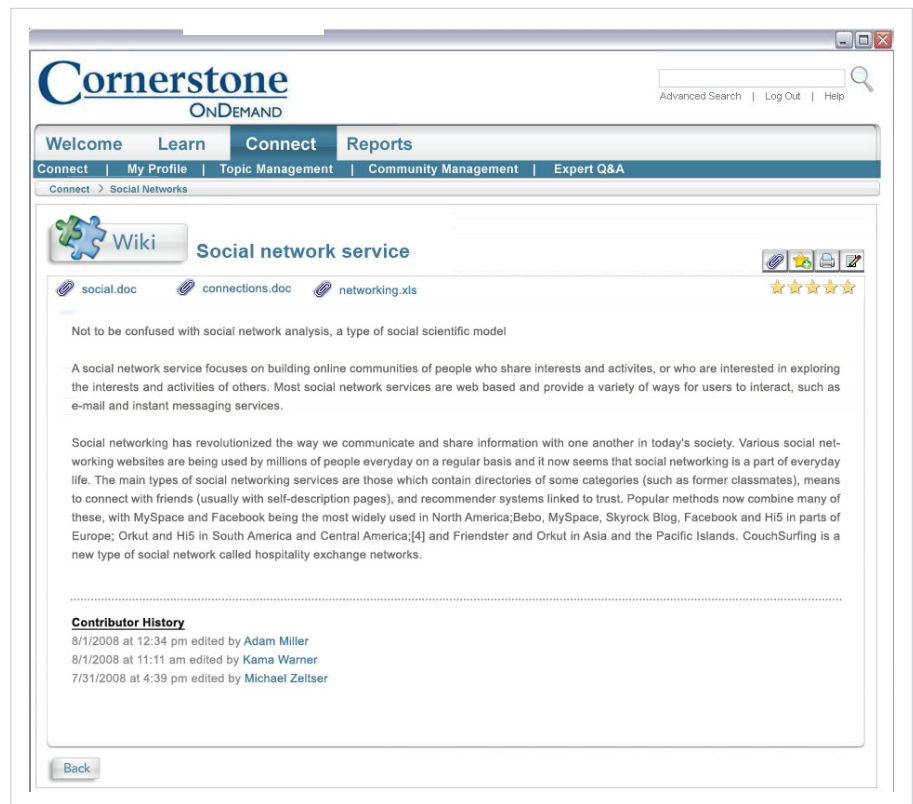 Cornerstone
OnDemand
Advanced Search | Log Out | Help
Welcome Learn Connect Reports
Connect | My Profile | Topic Management | Community Management | Expert Q&A
Connect > Social Networks
Wiki
Social network service
social.doc connections.doc networking.xls
Not to be confused with social network analysis, a type of social scientific model
A social network service focuses on building online communities of people who share interests and activites, or who are interested in exploring
the interests and activities of others. Most social network services are web based and provide a variety of ways for users to interact, such as
e-mail and instant messaging services.
Social networking has revolutionized the way we communicate and share information with one another in today's society. Various social net-
working websites are being used by millions of people everyday on a regular basis and it now seems that social networking is a part of everyday
life. The main types of social networking services are those which contain directories of some categories (such as former classmates), means
to connect with friends (usually with self-description pages), and recommender systems linked to trust. Popular methods now combine many of
these, with MySpace and Facebook being the most widely used in North America;Bebo, MySpace, Skyrock Blog, Facebook and Hi5 in parts of
Europe; Orkut and Hi5 in South America and Central America;[4] and Friendster and Orkut in Asia and the Pacific Islands. CouchSurfing is a
new type of social network called hospitality exchange networks.
Contributor History
8/1/2008 at 12:34 pm edited by Adam Miller
8/1/2008 at 11:11 am edited by Kama Warner
7/31/2008 at 4:39 pm edited by Michael Zeltser
Back